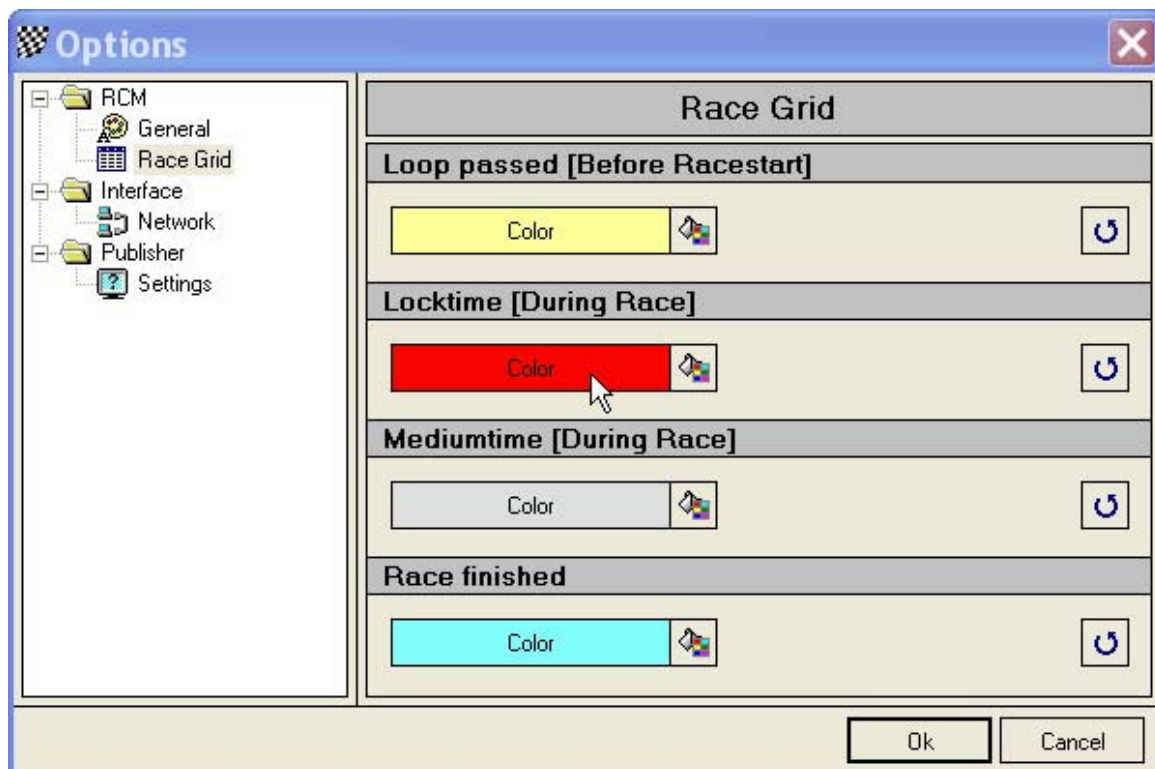 Options
RCM
General
Race Grid
Interface
Network
Publisher
Settings
Race Grid
Loop passed [Before Racestart]
Color
Locktime [During Race]
Color
Mediumtime [During Race]
Color
Race finished
Color
Ok
Cancel